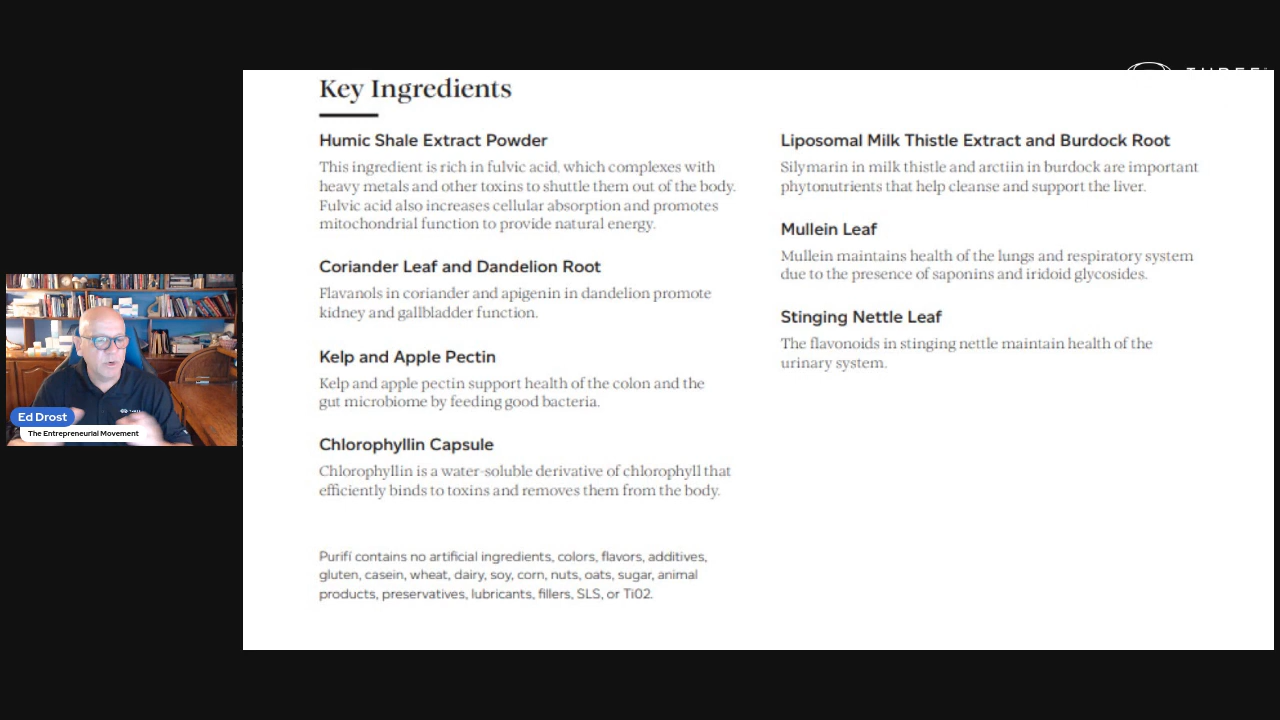 THREE
Key Ingredients
Humic Shale Extract Powder
This ingredient is rich in fulvic acid, which complexes with
heavy metals and other toxins to shuttle them out of the body.
Fulvic acid also increases cellular absorption and promotes
mitochondrial function to provide natural energy.
Coriander Leaf and Dandelion Root
Flavanols in coriander and apigenin in dandelion promote
kidney and gallbladder function.
Kelp and Apple Pectin
Kelp and apple pectin support health of the colon and the
gut microbiome by feeding good bacteria.
Chlorophyllin Capsule
Chlorophyllin is a water-soluble derivative of chlorophyll that
efficiently binds to toxins and removes them from the body.
Purifí contains no artificial ingredients, colors, flavors, additives,
gluten, casein, wheat, dairy, soy, corn, nuts, oats, sugar, animal
products, preservatives, lubricants, fillers, SLS, or Ti02.
Liposomal Milk Thistle Extract and Burdock Root
Silymarin in milk thistle and arctiin in burdock are important
phytonutrients that help cleanse and support the liver.
Mullein Leaf
Mullein maintains health of the lungs and respiratory system
due to the presence of saponins and iridoid glycosides.
Stinging Nettle Leaf
The flavonoids in stinging nettle maintain health of the
urinary system.
Ed Drost
The Entrepreneurial Movement